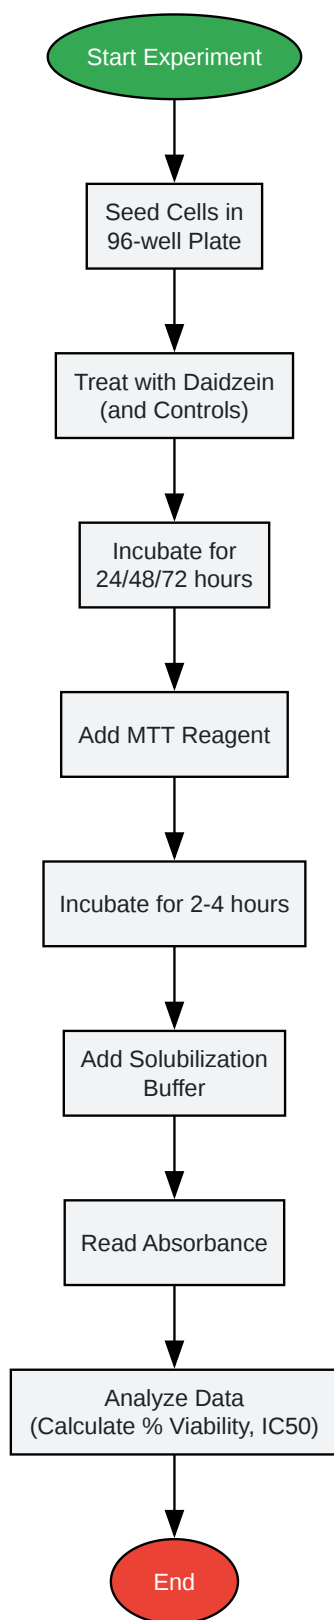 Start Experiment
Seed Cells in
96-well Plate
Treat with Daidzein
(and Controls)
Incubate for
24/48/72 hours
Add MTT Reagent
Incubate for 2-4 hours
Add Solubilization
Buffer
Read Absorbance
Analyze Data
(Calculate % Viability, IC50)
End